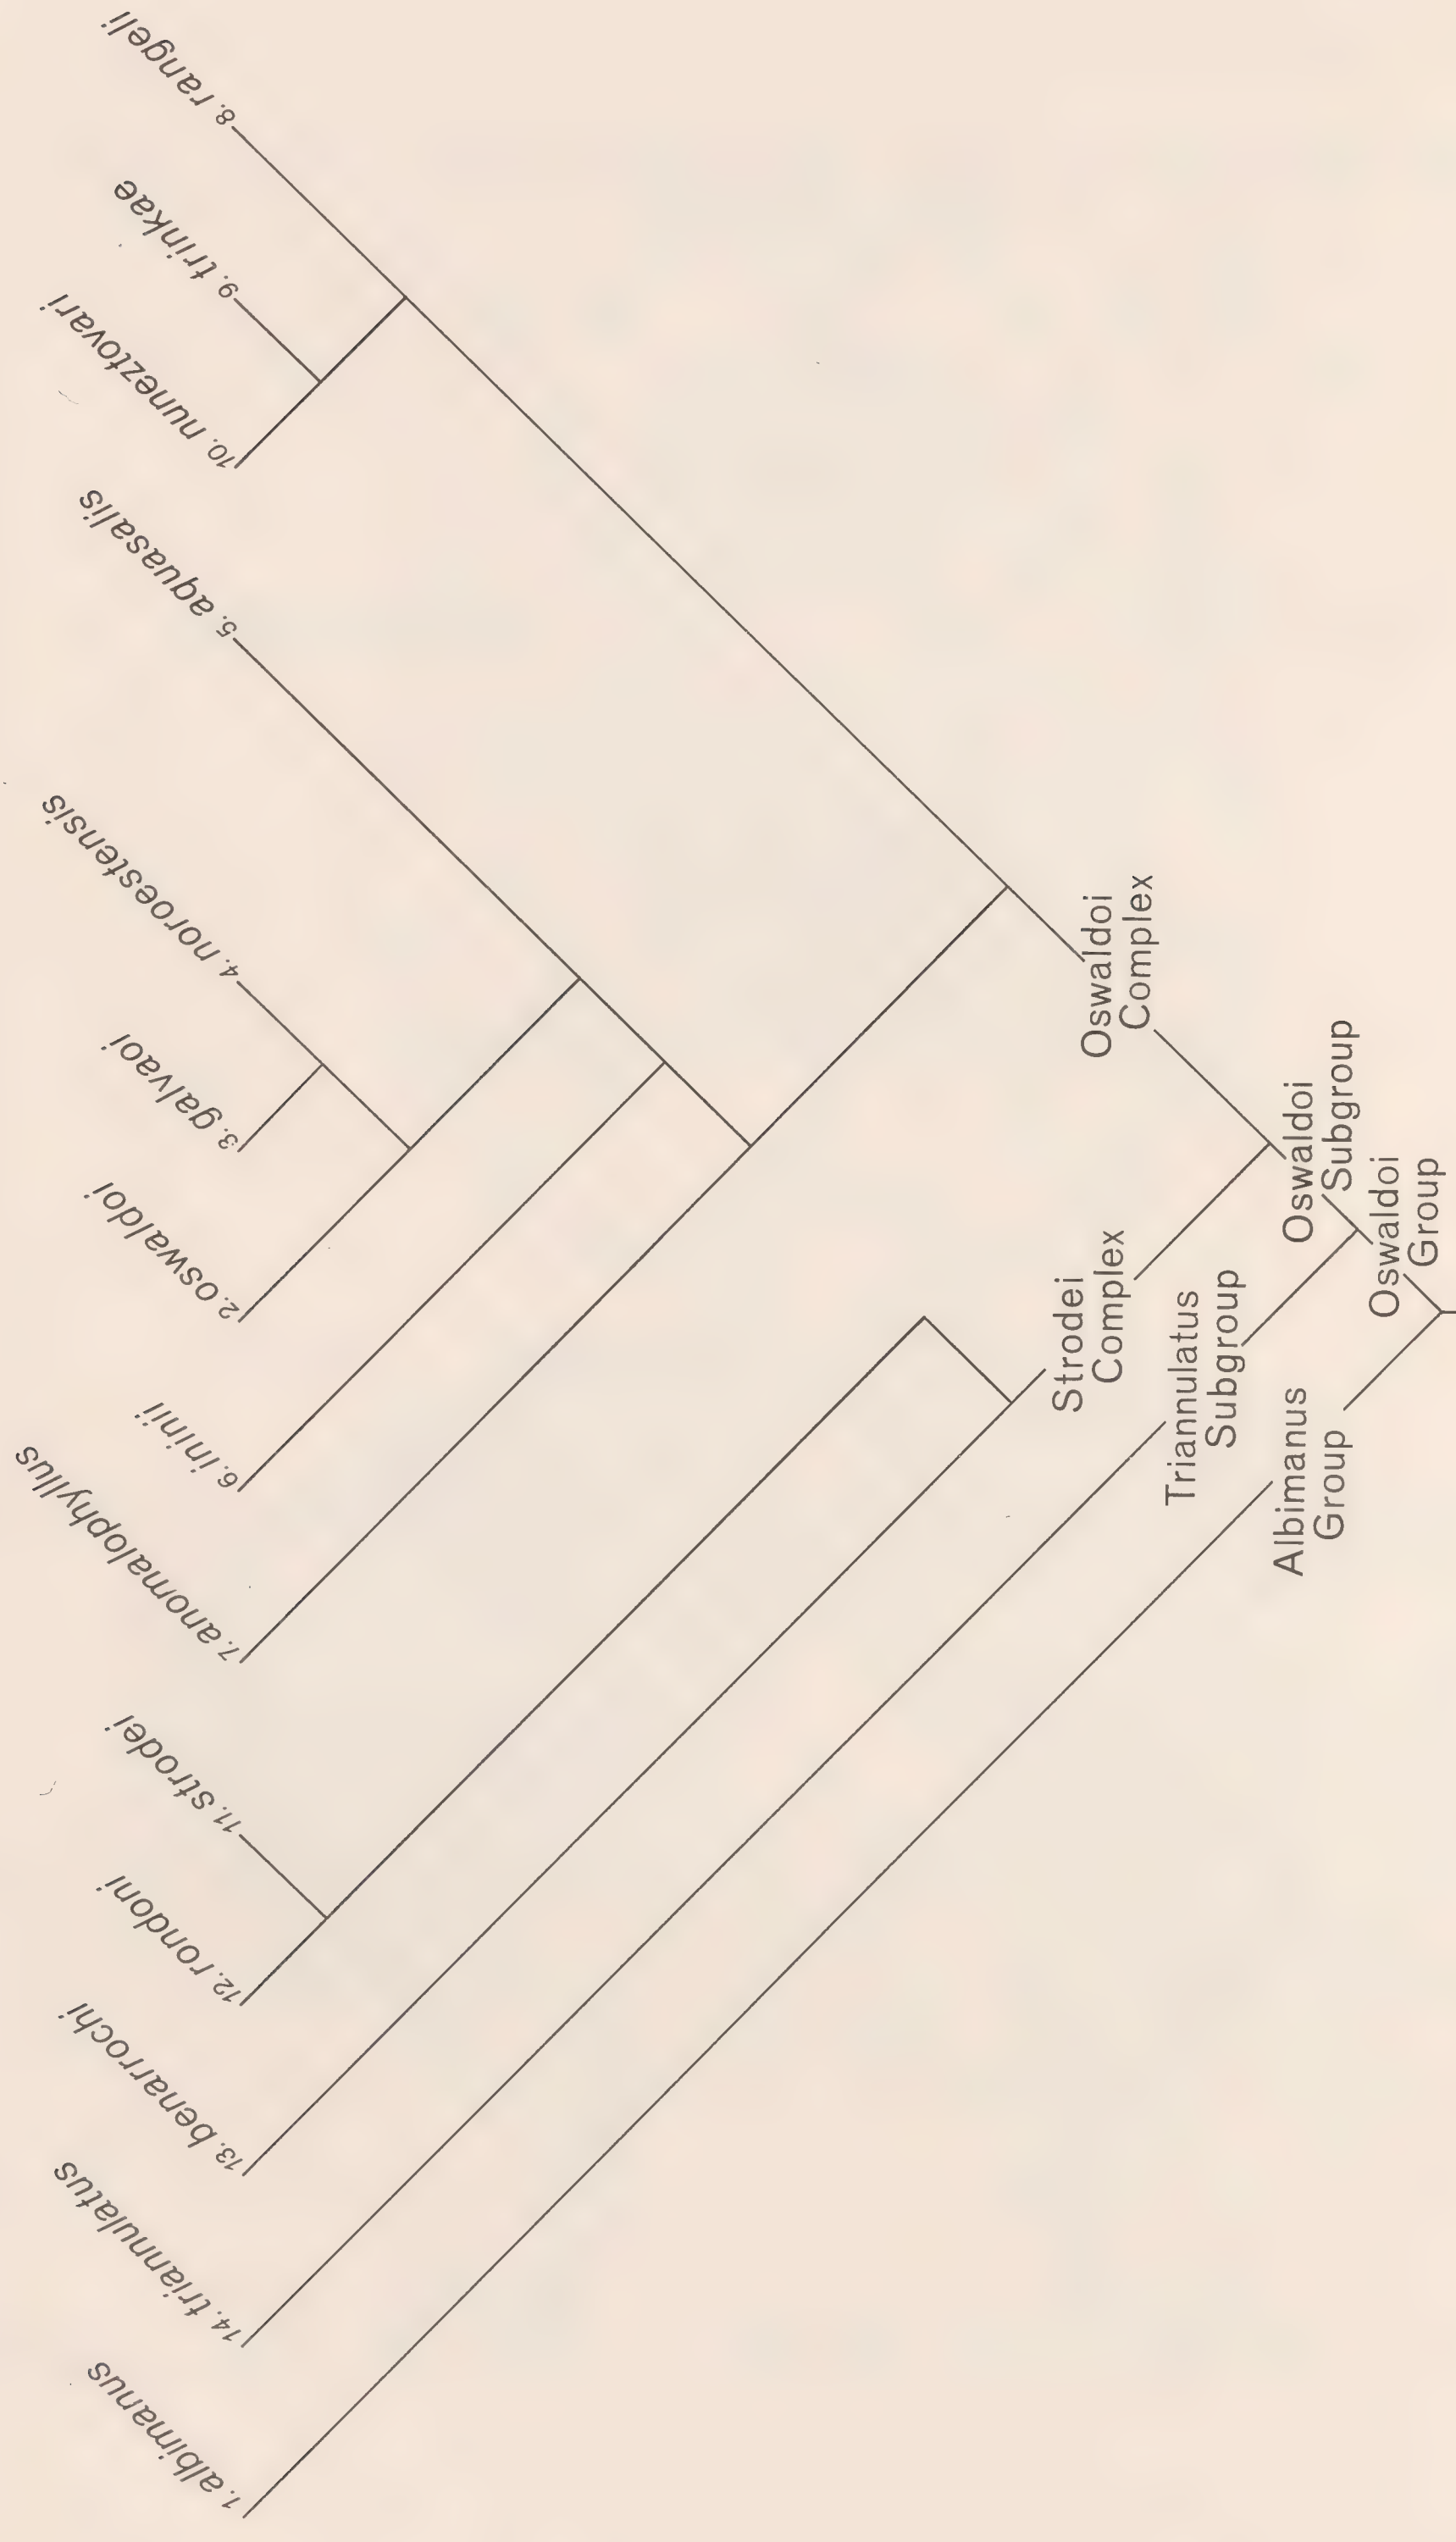 1. albimanus
14. triannulatus
13. benarrochi
12. rondoni
11. strodei
7. anomalophyllus
6. ininii
2. oswaldoi
3. galvaoi
4. noroestensis
5. aquasalis
10. nuneztovari
9. trinkae
8. rangeli
Oswaldoi
Complex
Strodei
Complex
Oswaldoi
Subgroup
Triannulatus
Subgroup
Oswaldoi
Group
Albimanus
Group